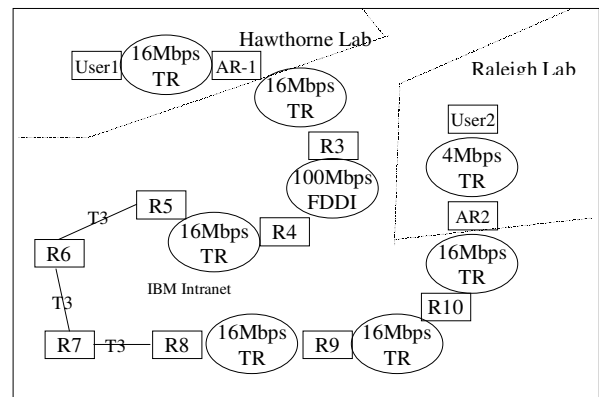 Hawthorne Lab
User1
16Mbps
TR
AR-1
16Mbps
TR
Raleigh Lab
User2
4Mbps
TR
AR2
R3
100Mbps
FDDI
R5
T3
R4
16Mbps
TR
R6
16Mbps
TR
IBM Intranet
R10
T3
R7
T3
R8
16Mbps
TR
R9
16Mbps
TR